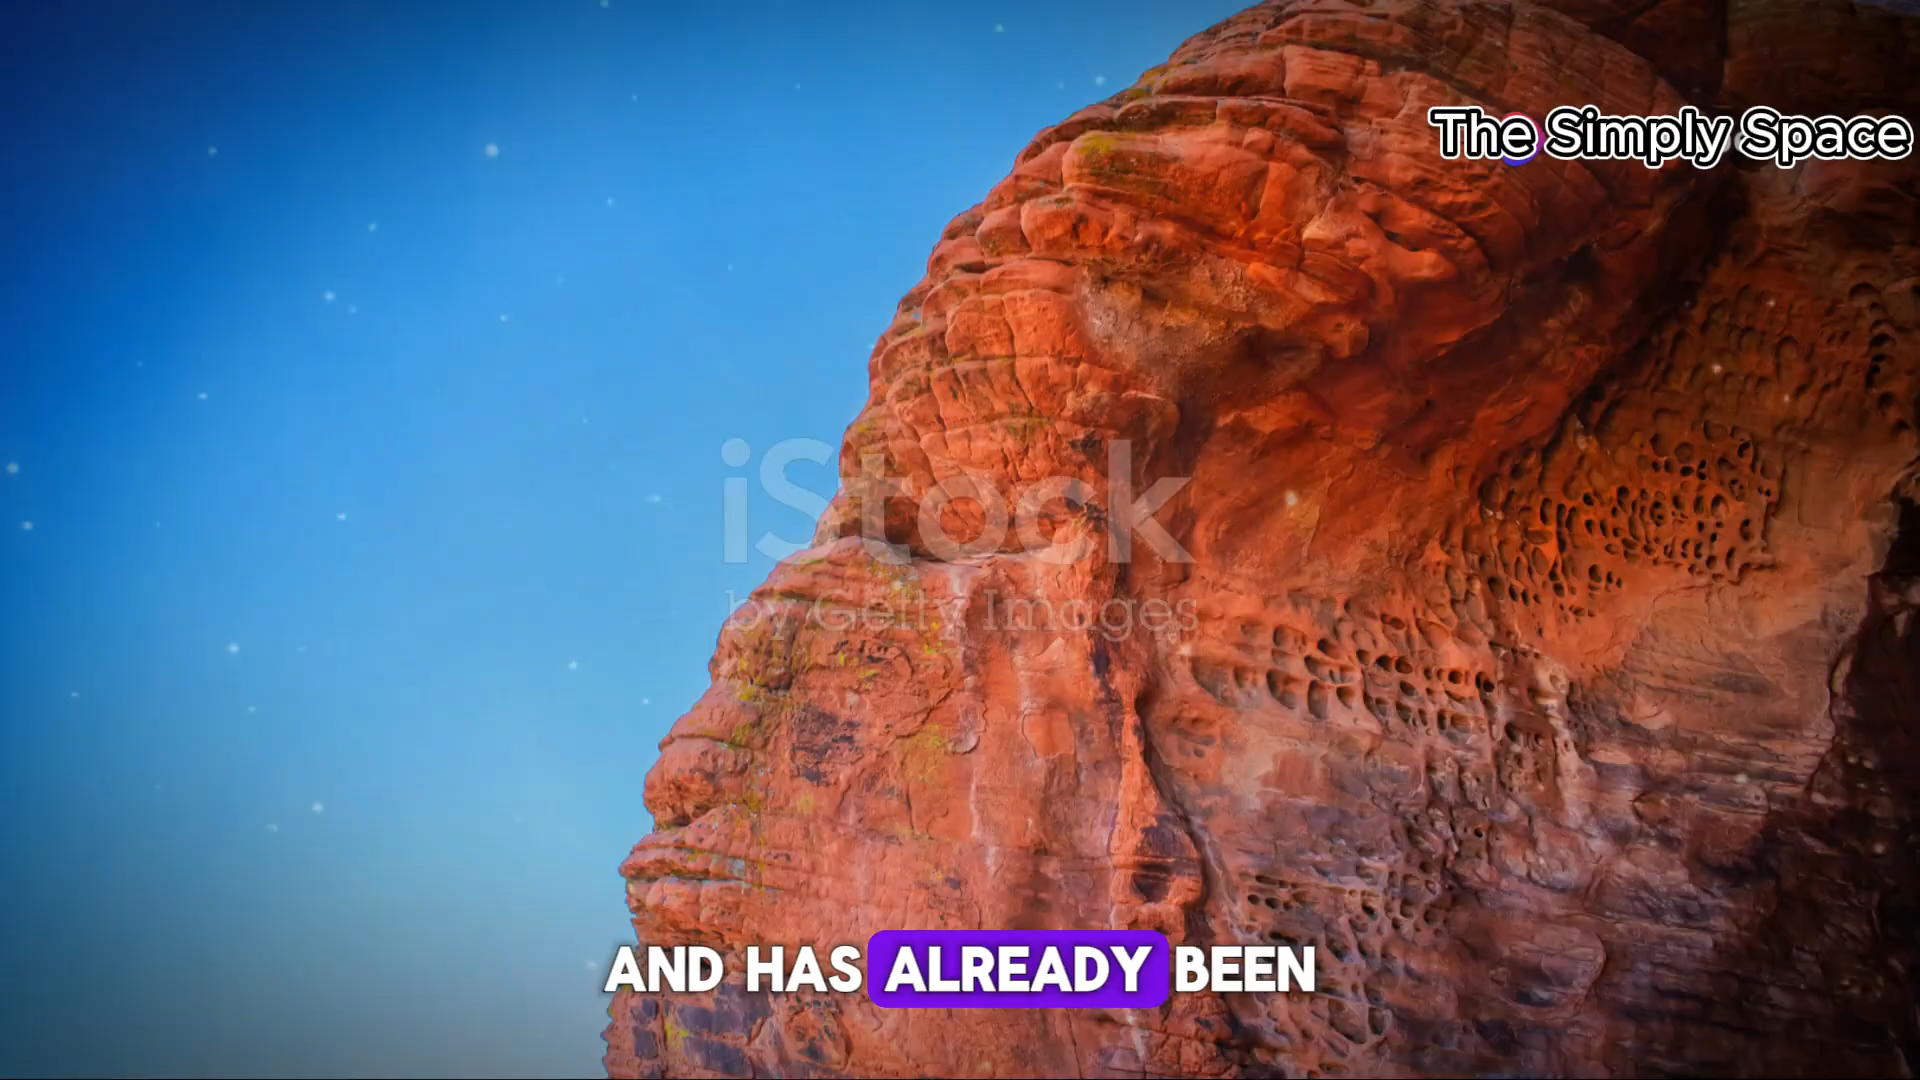 The Simply Space
iStock
by Getty Images
AND HAS ALREADY BEEN